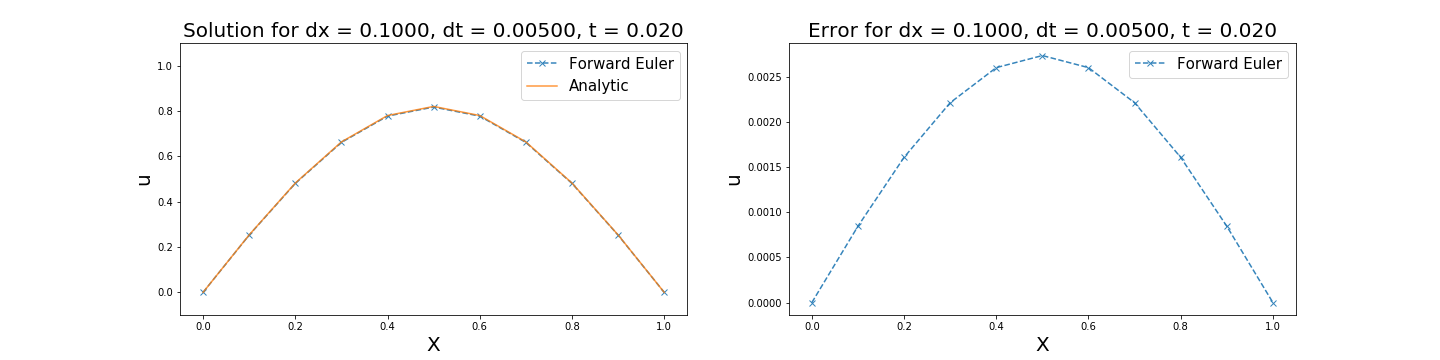 Solution for dx = 0.1000, dt = 0.00500, t = 0.020
Forward Euler
Analytic
1.0
0.8
0.6
0.4
0.2
0.0
u
0.0 0.2 0.4 0.6 0.8 1.0
X
Error for dx = 0.1000, dt = 0.00500, t = 0.020
Forward Euler
0.0025
0.0020
0.0015
0.0010
0.0005
0.0000
u
0.0 0.2 0.4 0.6 0.8 1.0
X